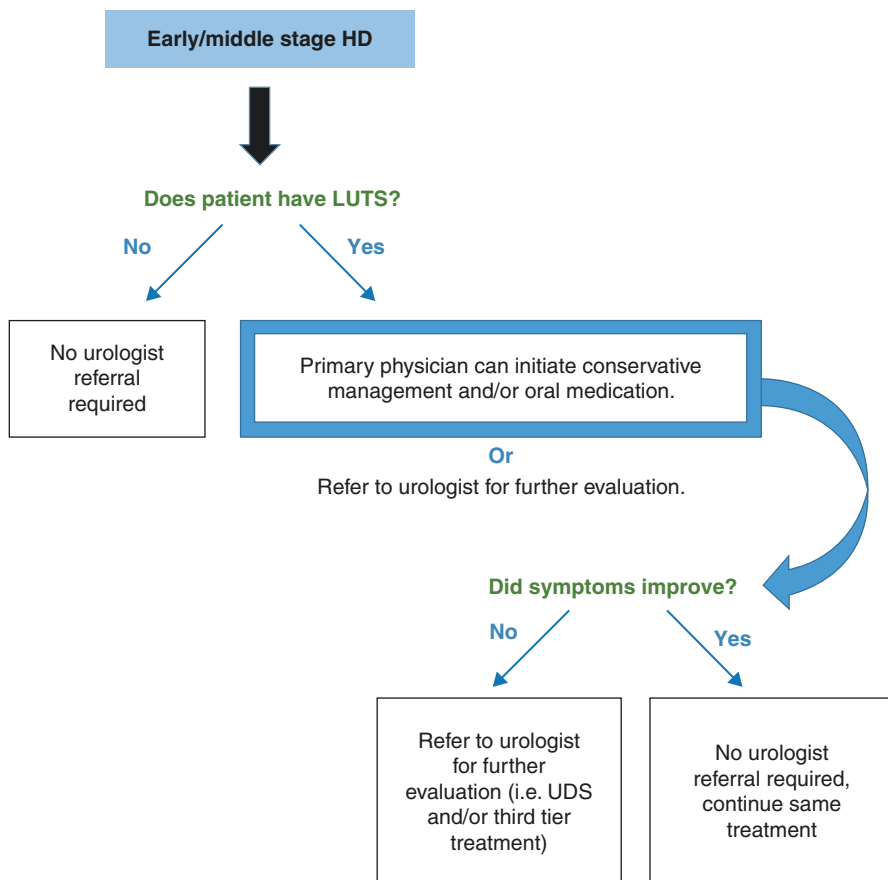 Early/middle stage HD
Does patient have LUTS?
No
Yes
No urologist
referral
required
Primary physician can initiate conservative
management and/or oral medication.
Or
Refer to urologist for further evaluation.
Did symptoms improve?
No
Yes
Refer to urologist
for further
evaluation (i.e. UDS
and/or third tier
treatment)
No urologist
referral required,
continue same
treatment